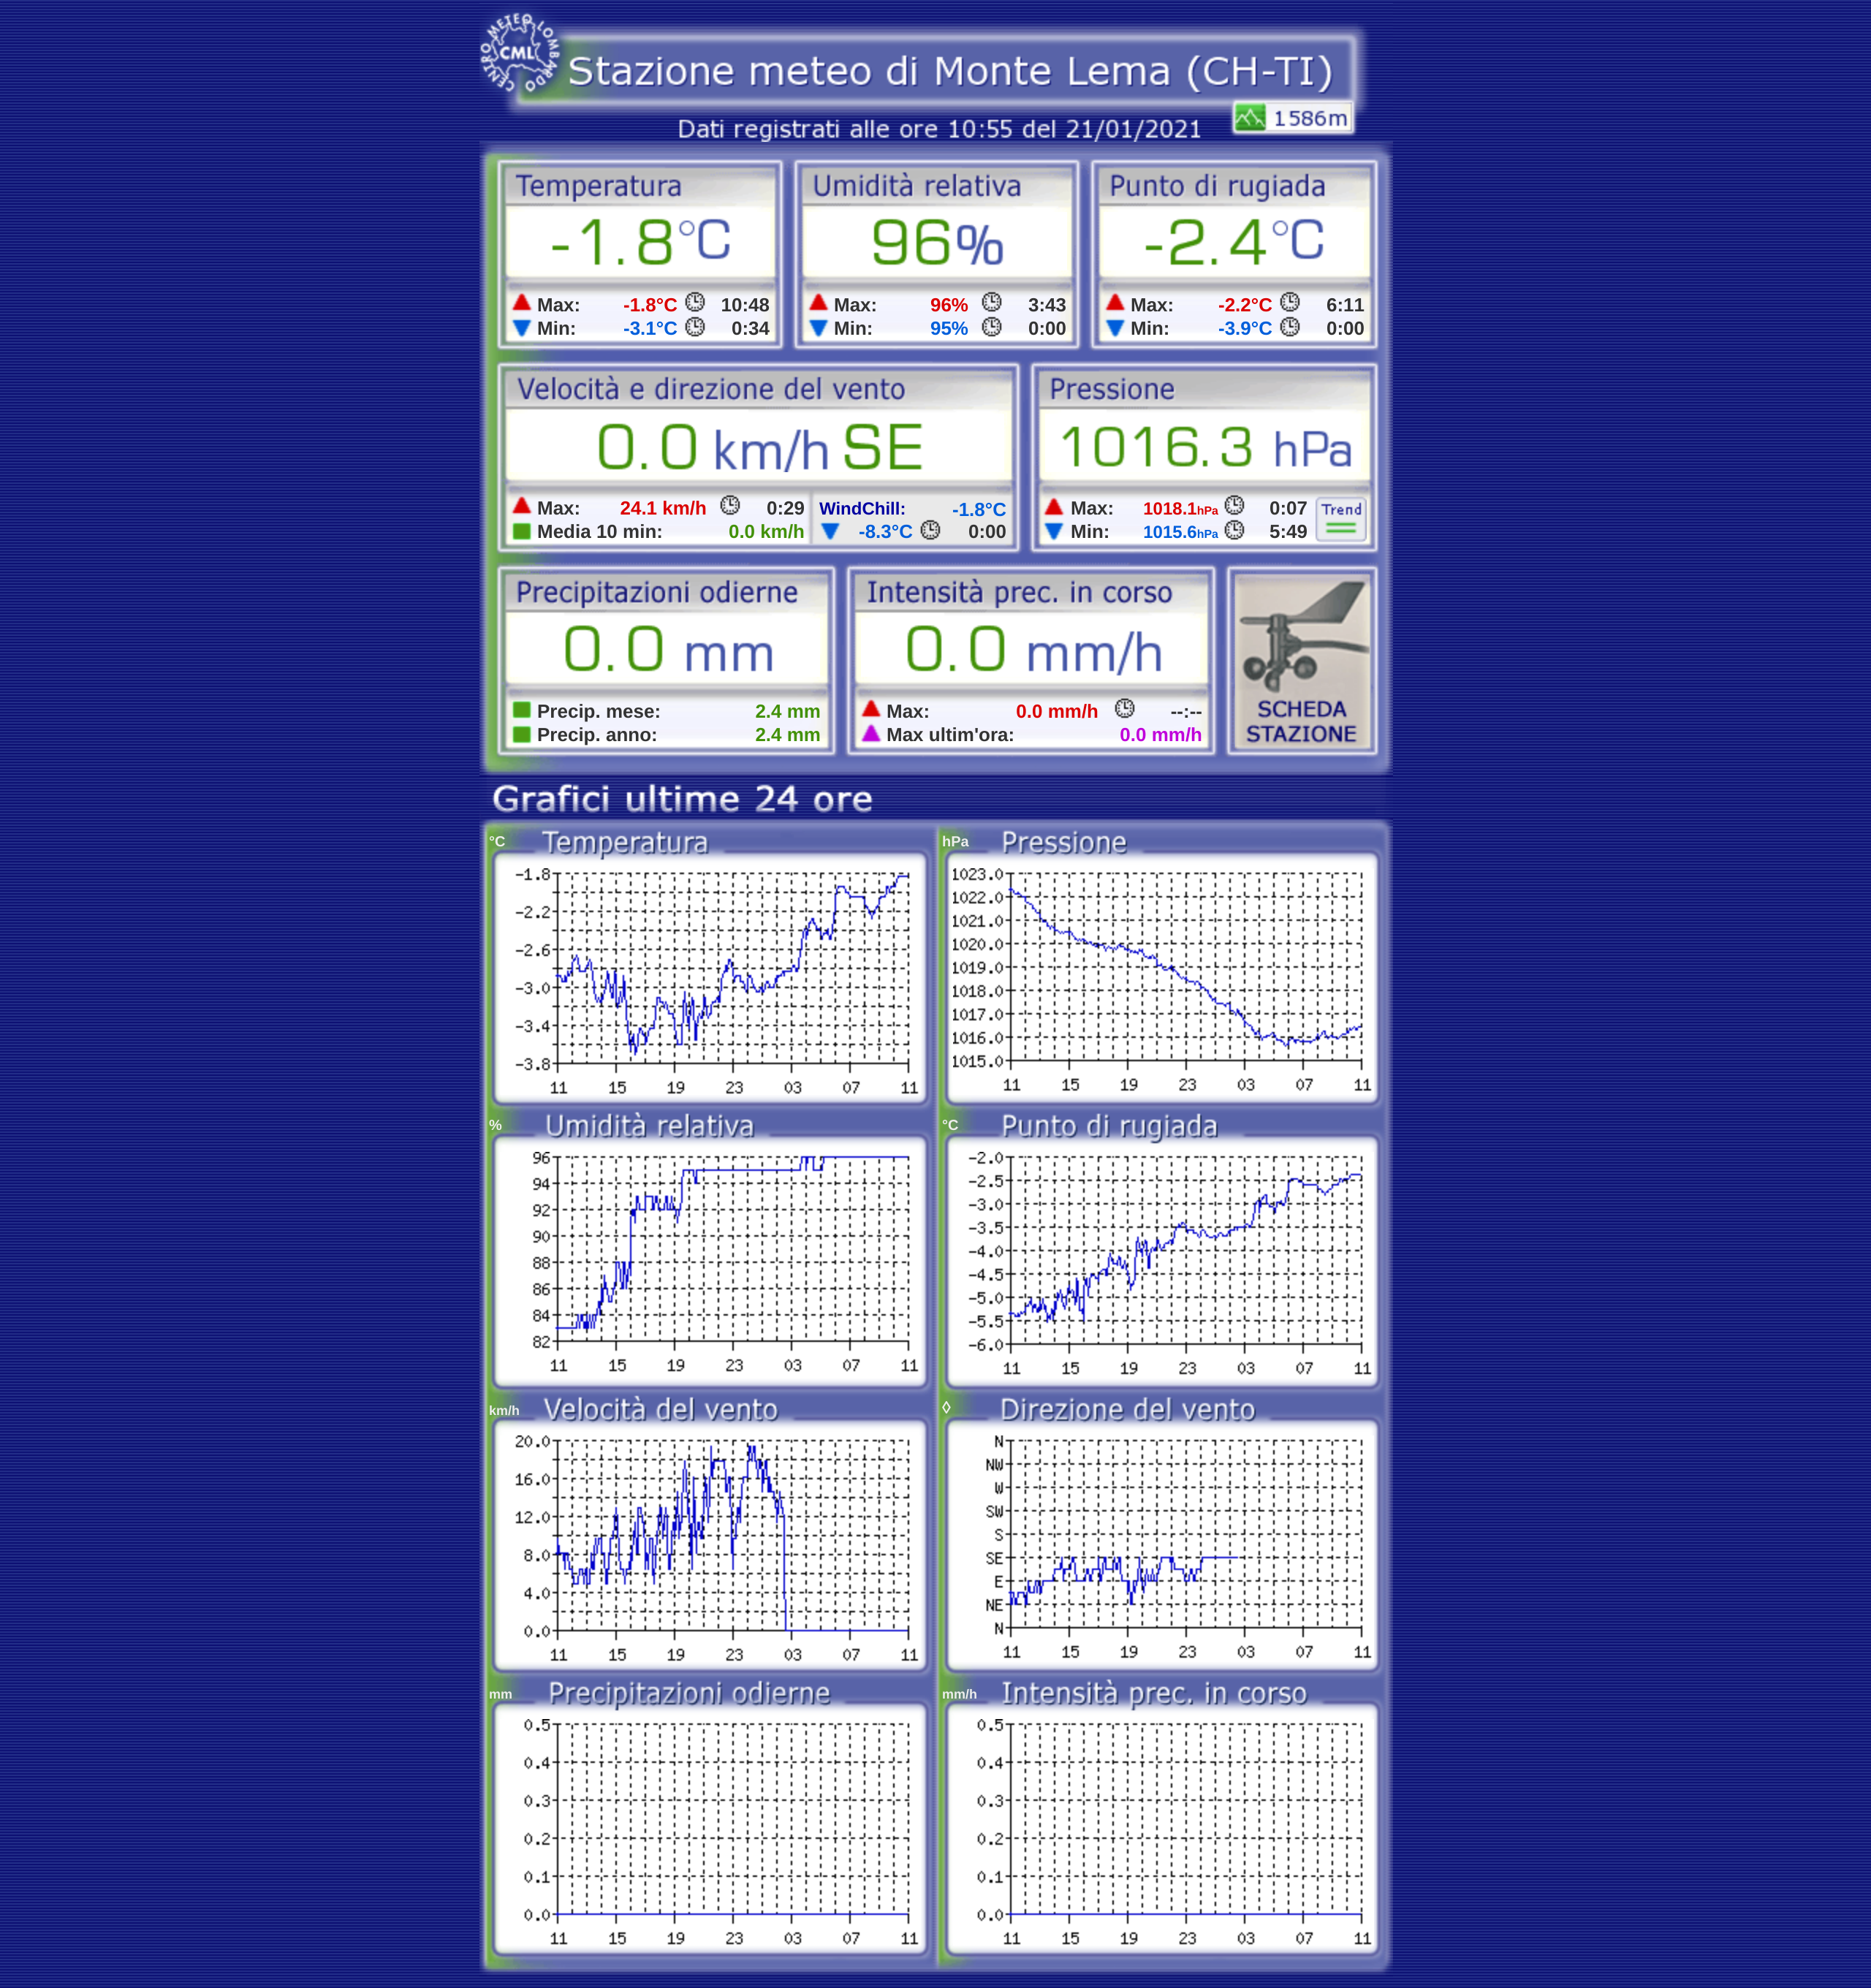 CENTRO METEO LOMBARDO
CML
Stazione meteo di Monte Lema (CH-TI)
1586m
Dati registrati alle ore 10:55 del 21/01/2021
Temperatura Umidità relativa Punto di rugiada
-1.8°C 96% -2.4°C
Max: -1.8°C 10:48 Max: 96% 3:43 Max: -2.2°C 6:11
Min: -3.1°C 0:34 Min: 95% 0:00 Min: -3.9°C 0:00
Velocità e direzione del vento Pressione
0.0 km/h SE 1016.3 hPa
Max: 24.1 km/h 0:29 WindChill: -1.8°C Max: 1018.1hPa 0:07 Trend
Media 10 min: 0.0 km/h -8.3°C 0:00 Min: 1015.6hPa 5:49
Precipitazioni odierne Intensità prec. in corso
0.0 mm 0.0 mm/h
Precip. mese: 2.4 mm Max: 0.0 mm/h --:-- SCHEDA
Precip. anno: 2.4 mm Max ultim'ora: 0.0 mm/h STAZIONE
Grafici ultime 24 ore
°C Temperatura
-1.8
-2.2
-2.6
-3.0
-3.4
-3.8
11 15 19 23 03 07 11
hPa Pressione
1023.0
1022.0
1021.0
1020.0
1019.0
1018.0
1017.0
1016.0
1015.0
11 15 19 23 03 07 11
% Umidità relativa
96
94
92
90
88
86
84
82
11 15 19 23 03 07 11
°C Punto di rugiada
-2.0
-2.5
-3.0
-3.5
-4.0
-4.5
-5.0
-5.5
-6.0
11 15 19 23 03 07 11
km/h Velocità del vento
20.0
16.0
12.0
8.0
4.0
0.0
11 15 19 23 03 07 11
◊ Direzione del vento
N
NW
W
SW
S
SE
E
NE
N
11 15 19 23 03 07 11
mm Precipitazioni odierne
0.5
0.4
0.3
0.2
0.1
0.0
11 15 19 23 03 07 11
mm/h Intensità prec. in corso
0.5
0.4
0.3
0.2
0.1
0.0
11 15 19 23 03 07 11